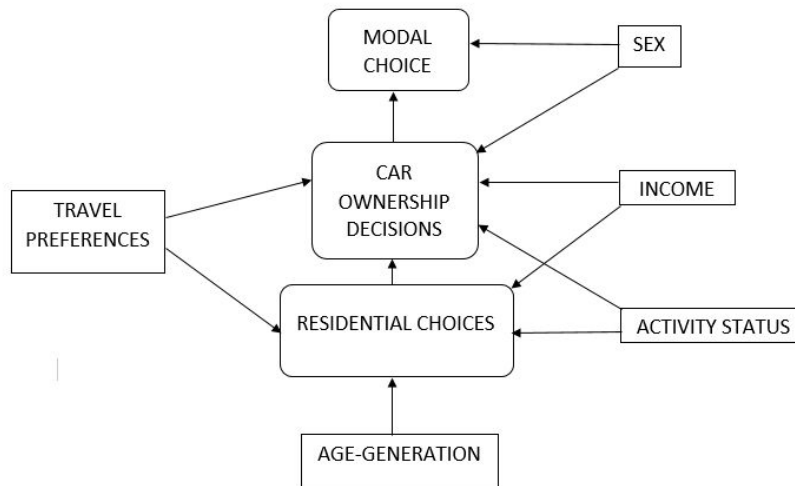 MODAL
CHOICE
SEX
CAR
OWNERSHIP
DECISIONS
INCOME
TRAVEL
PREFERENCES
RESIDENTIAL CHOICES
ACTIVITY STATUS
AGE-GENERATION